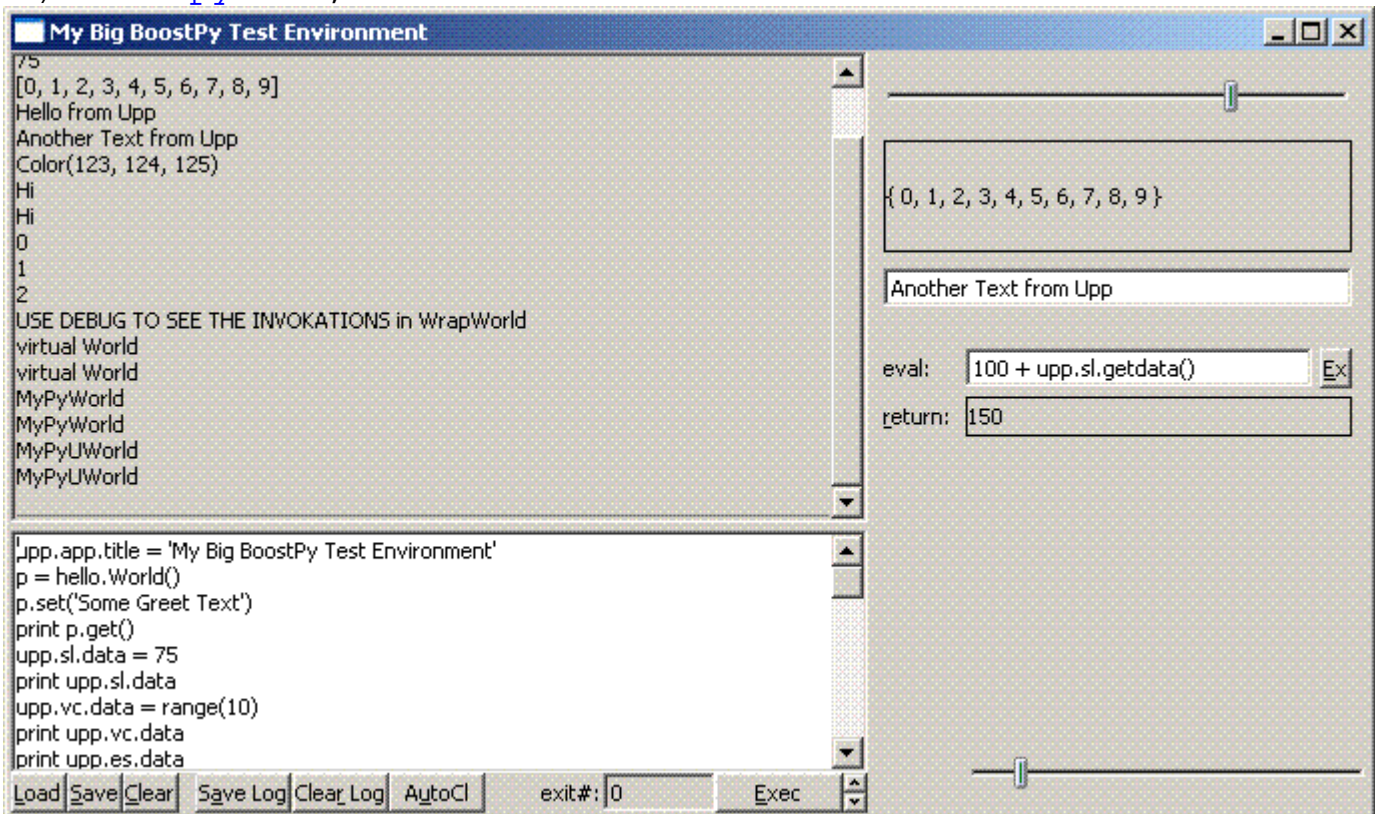 My Big BoostPy Test Environment
75
[0, 1, 2, 3, 4, 5, 6, 7, 8, 9]
Hello from Upp
Another Text from Upp
Color(123, 124, 125)
Hi
Hi
0
1
2
USE DEBUG TO SEE THE INVOKATIONS in WrapWorld
virtual World
virtual World
MyPyWorld
MyPyWorld
MyPyUWorld
MyPyUWorld
upp.app.title = 'My Big BoostPy Test Environment'
p = hello.World()
p.set('Some Greet Text')
print p.get()
upp.sl.data = 75
print upp.sl.data
upp.vc.data = range(10)
print upp.vc.data
print upp.es.data
Load Save Clear Save Log Clear Log AutoCl exit#: 0 Exec
{ 0, 1, 2, 3, 4, 5, 6, 7, 8, 9 }
Another Text from Upp
eval: 100 + upp.sl.getdata() Ex
return: 150